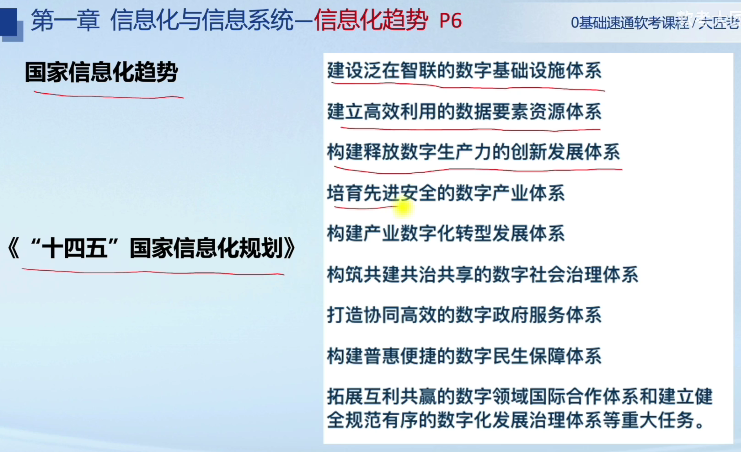 第一章 信息化与信息系统—信息化趋势 P6
0基础速通软考课程
国家信息化趋势
建设泛在智联的数字基础设施体系
建立高效利用的数据要素资源体系
构建释放数字生产力的创新发展体系
培育先进安全的数字产业体系
《“十四五”国家信息化规划》
构建产业数字化转型发展体系
构筑共建共治共享的数字社会治理体系
打造协同高效的数字政府服务体系
构建普惠便捷的数字民生保障体系
拓展互利共赢的数字领域国际合作体系和建立健
全规范有序的数字化发展治理体系等重大任务。